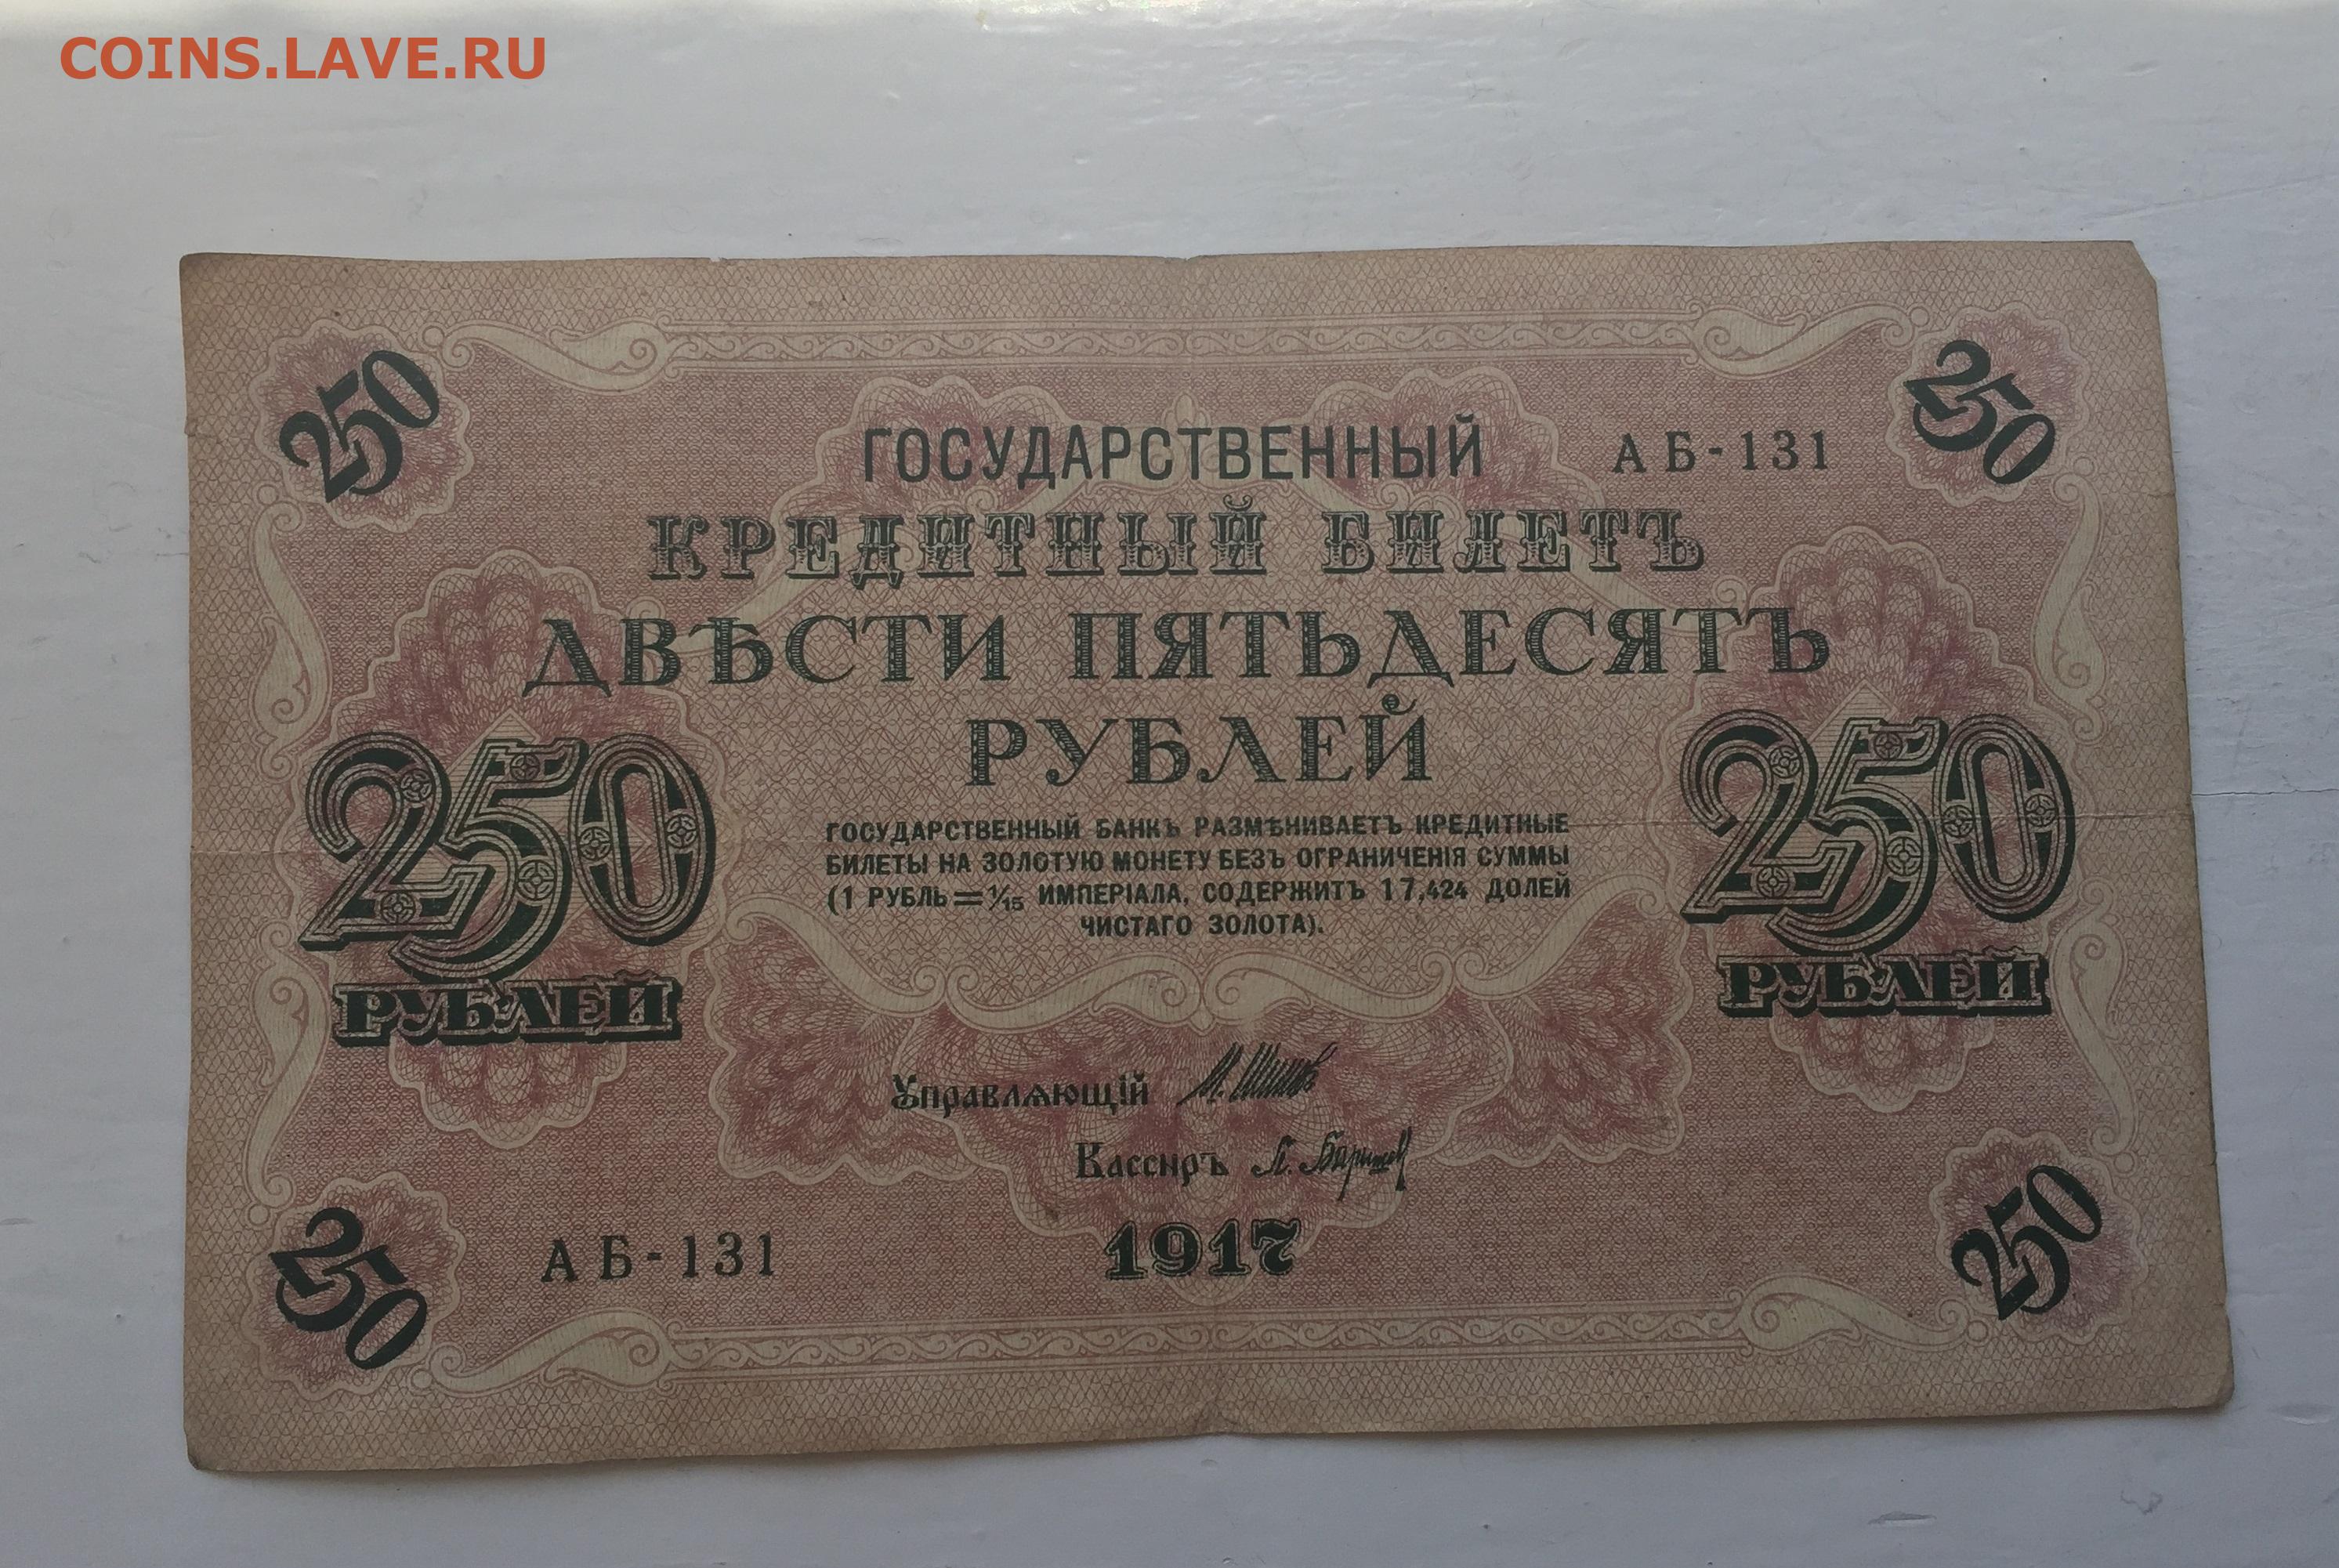 COINS.LAVE.RU
250
250
ГОСУДАРСТВЕННЫЙ
АБ-131
КРЕДИТНЫЙ БИЛЕТЪ
ДВѢСТИ ПЯТЬДЕСЯТЪ
РУБЛЕЙ
250
РУБЛЕЙ
250
РУБЛЕЙ
ГОСУДАРСТВЕННЫЙ БАНКЪ РАЗМѢНИВАЕТЪ КРЕДИТНЫЕ
БИЛЕТЫ НА ЗОЛОТУЮ МОНЕТУ БЕЗЪ ОГРАНИЧЕНІЯ СУММЫ
(1 РУБЛЬ = 1/15 ИМПЕРІАЛА, СОДЕРЖИТЪ 17,424 ДОЛЕЙ
ЧИСТАГО ЗОЛОТА).
Управляющій И. Шиповъ
Кассиръ
1917
АБ-131
250
250